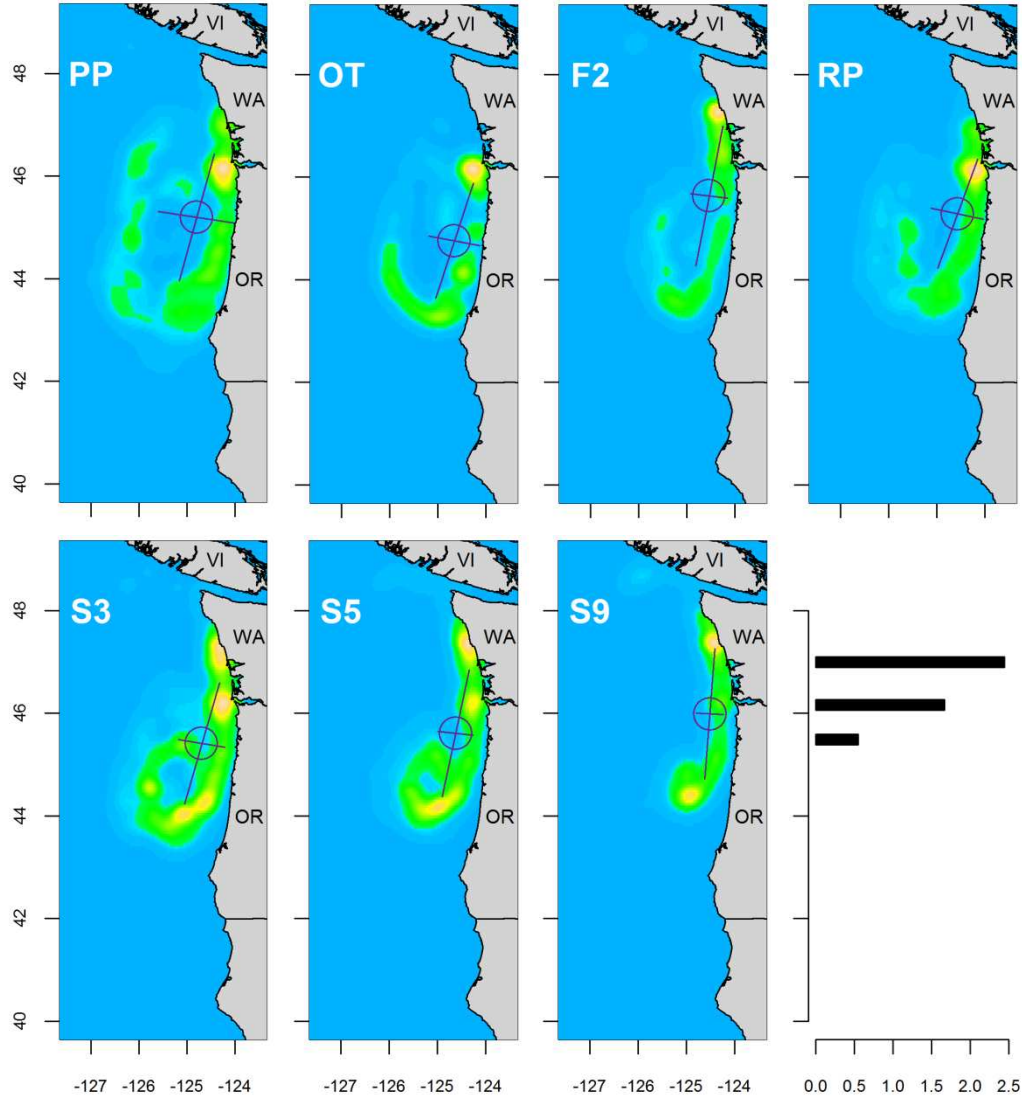 VI VI VI VI
48 PP OT F2 RP
WA WA WA WA
46
44 OR OR OR OR
42
40
VI VI VI
48 S3 S5 S9
WA WA WA
46
44 OR OR OR
42
40
-127 -126 -125 -124 -127 -126 -125 -124 -127 -126 -125 -124 0.0 0.5 1.0 1.5 2.0 2.5